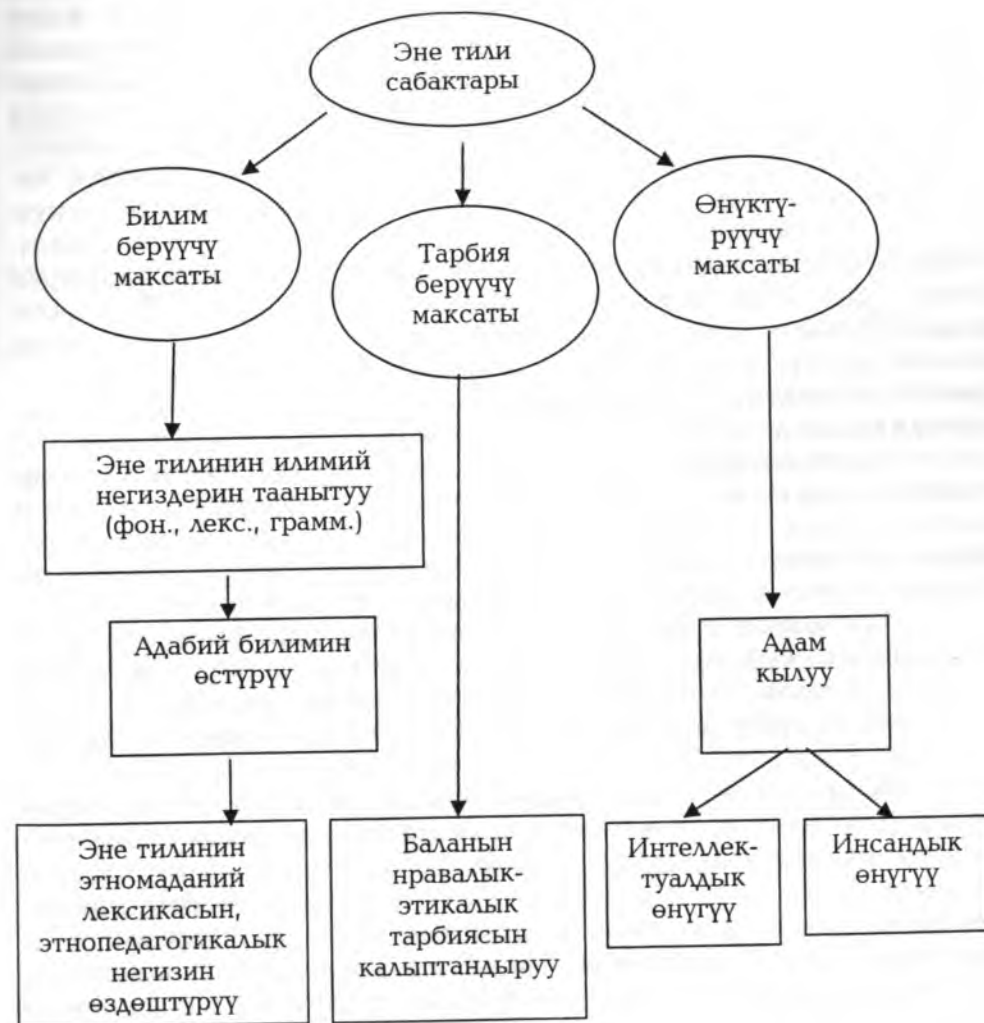 Эне тили
сабактары
Билим
берүүчү
максаты
Тарбия
берүүчү
максаты
Өнүктү-
рүүчү
максаты
Эне тилинин илимий
негиздерин таанытуу
(фон., лекс., грамм.)
Адабий билимин
өстүрүү
Адам
кылуу
Эне тилинин
этномаданий
лексикасын,
этнопедагогикалык
негизин
өздөштүрүү
Баланын
нравалык-
этикалык
тарбиясын
калыптандыруу
Интеллек-
туалдык
өнүгүү
Инсандык
өнүгүү